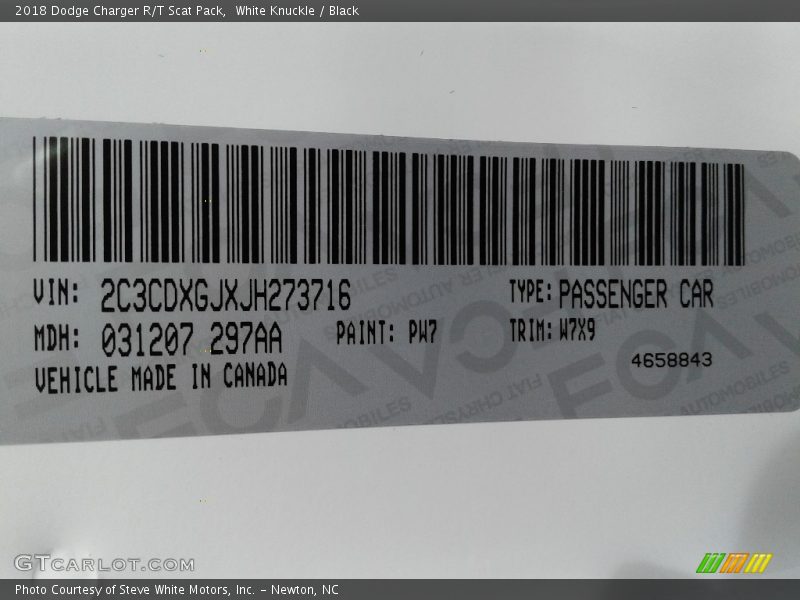 2018 Dodge Charger R/T Scat Pack,  White Knuckle / Black
VIN: 2C3CDXGJXJH273716 TYPE: PASSENGER CAR
MDH: 031207 297AA PAINT: PW7 TRIM: W7X9
4658843
VEHICLE MADE IN CANADA
GTCARLOT.COM
Photo Courtesy of Steve White Motors, Inc. – Newton, NC